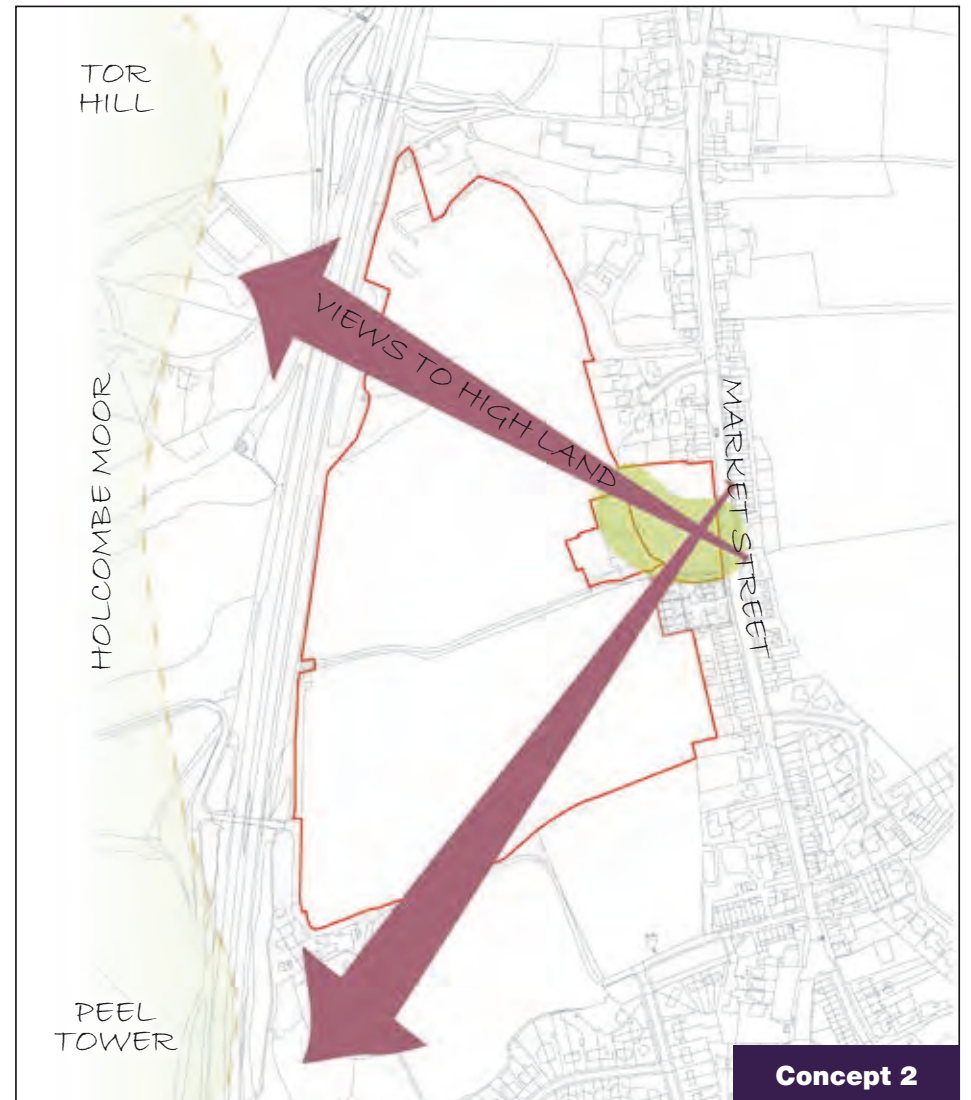 TOR
HILL
VIEWS TO HIGH LAND
HOLCOMBE MOOR
MARKET STREET
PEEL
TOWER
Concept 2